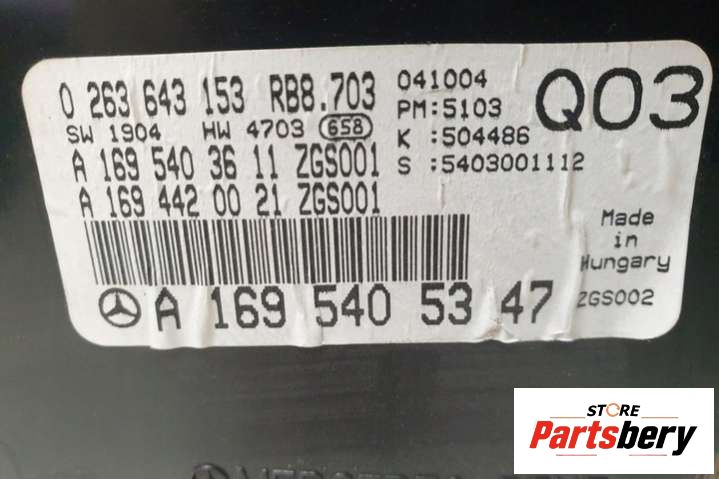 0 263 643 153 RB8.703 041004 Q03
SW 1904 HW 4703 658 PM:5103
K :504486
A 169 540 36 11 ZGS001 S :5403001112
A 169 442 00 21 ZGS001
Made
in
Hungary
A 169 540 53 47 ZGS002
STORE
Partsbery